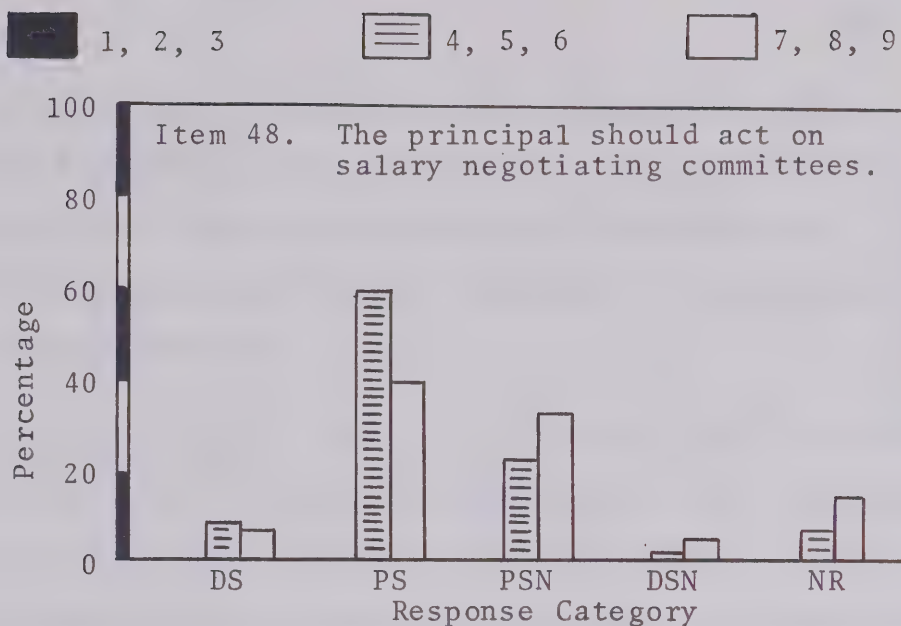 1, 2, 3 4, 5, 6 7, 8, 9
100
Item 48. The principal should act on
salary negotiating committees.
80
60
40
20
0
Percentage
DS PS PSN DSN NR
Response Category